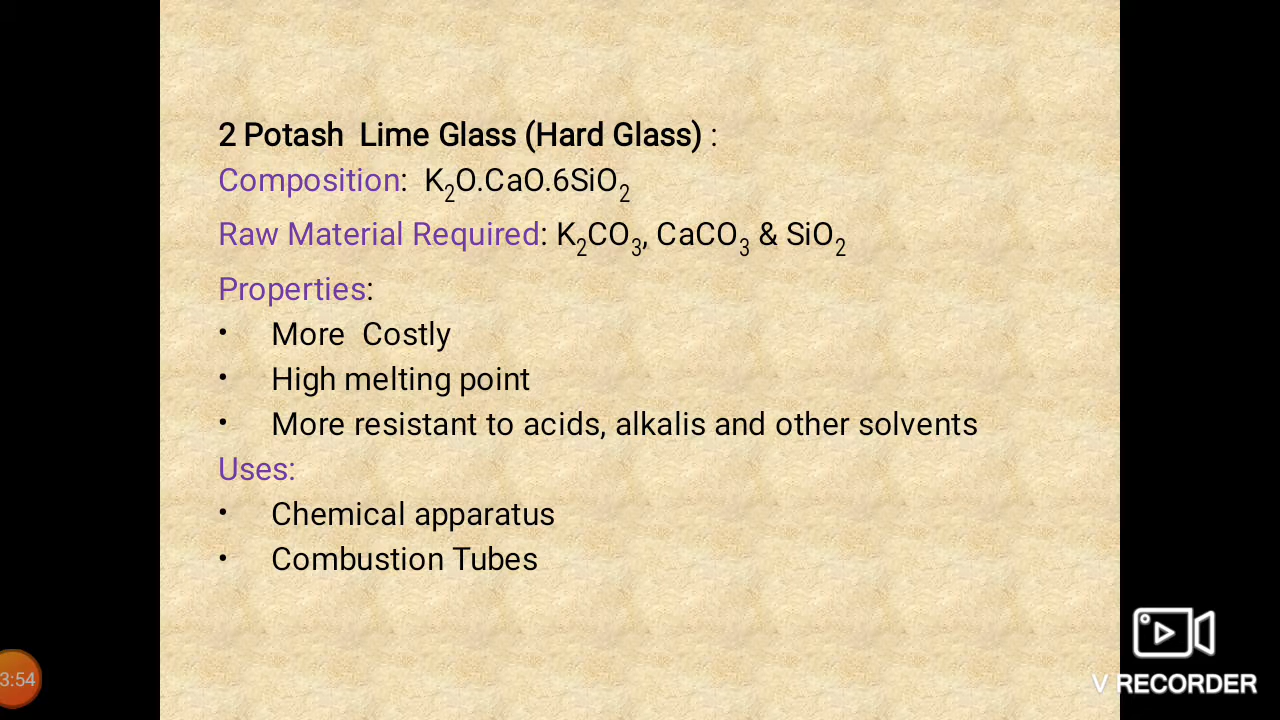 2 Potash  Lime Glass (Hard Glass) :
Composition:  K₂O.CaO.6SiO₂
Raw Material Required: K₂CO₃, CaCO₃ & SiO₂
Properties:
•    More  Costly
•    High melting point
•    More resistant to acids, alkalis and other solvents
Uses:
•    Chemical apparatus
•    Combustion Tubes
3:54
V RECORDER